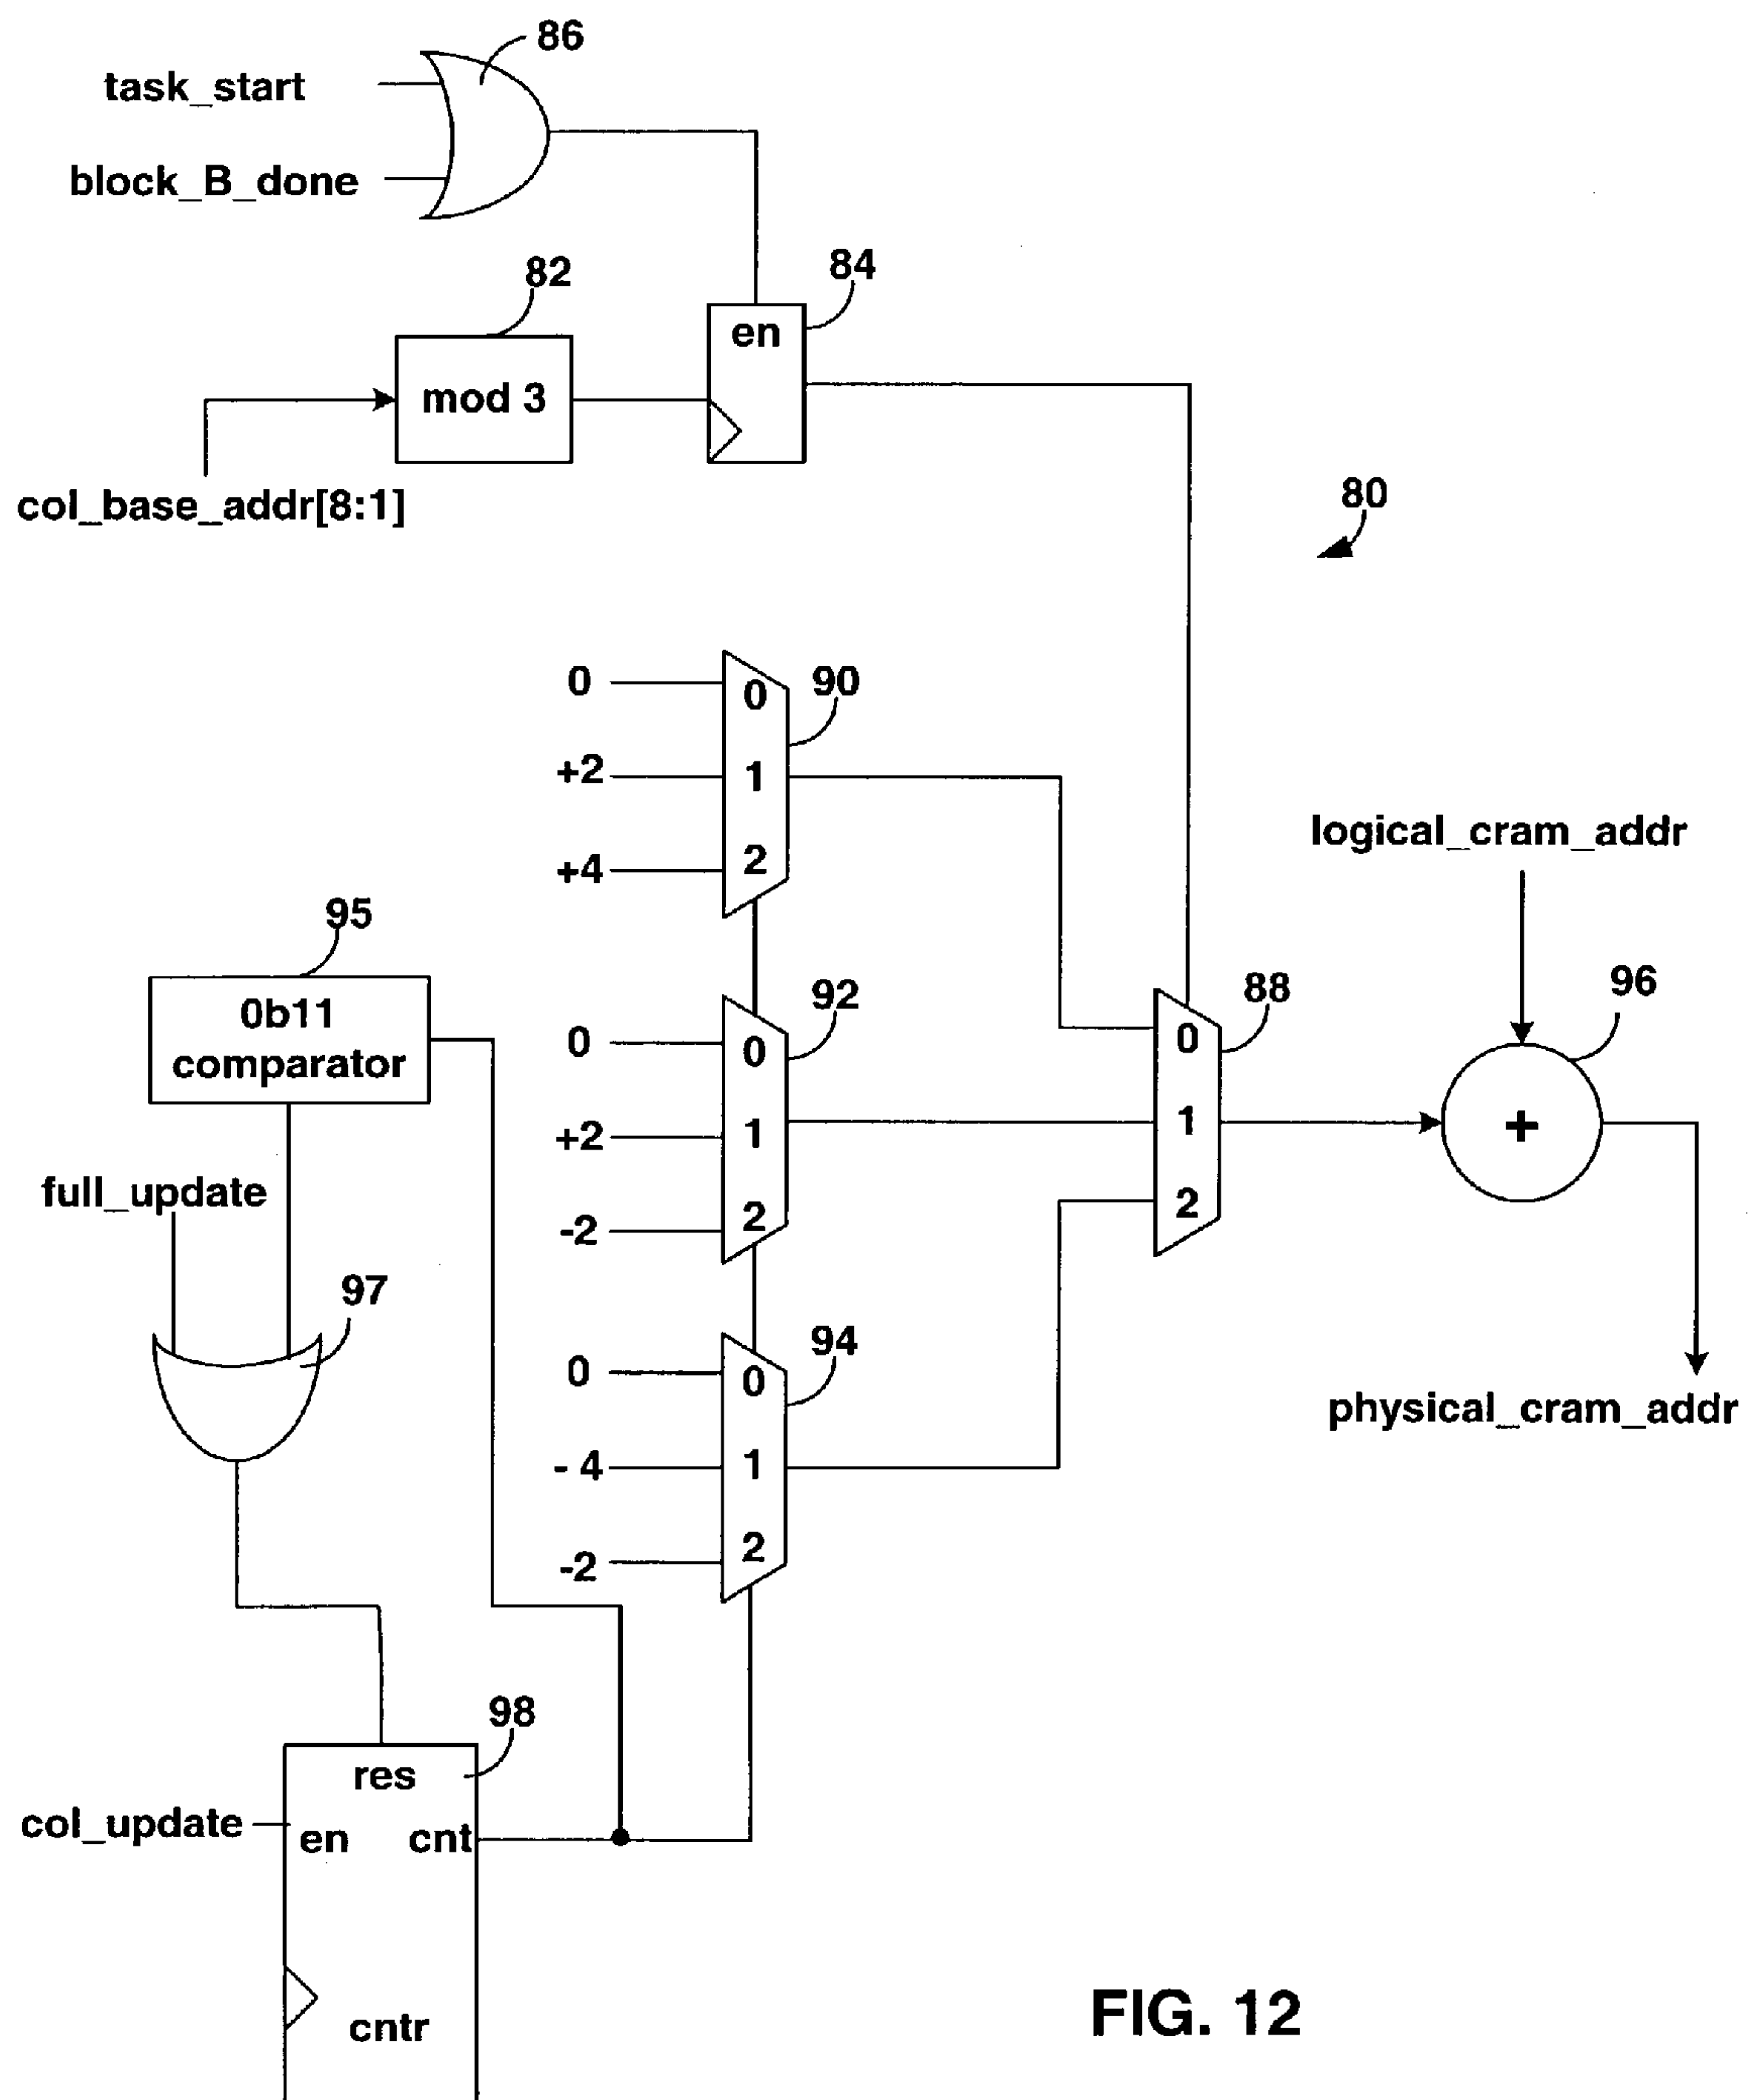 86
task_start
block_B_done
82
84
en
mod 3
col_base_addr[8:1]
80
0
0
90
+2
1
+4
2
logical_cram_addr
95
0b11
comparator
92
88
96
0
0
0
+2
1
1
+
-2
2
2
full_update
97
94
0
0
- 4
1
-2
2
physical_cram_addr
98
res
col_update
en
cnt
cntr
FIG. 12